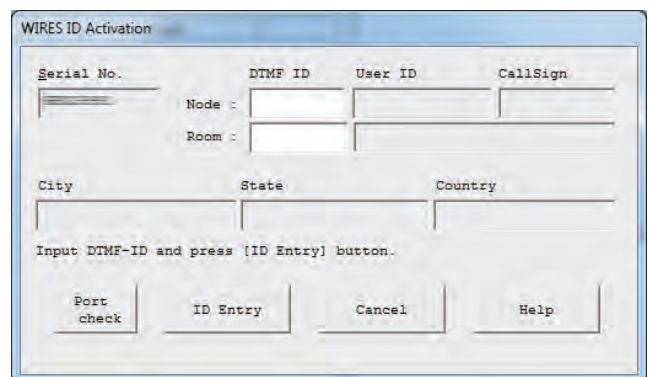 WIRES ID Activation
Serial No. DTMF ID User ID CallSign
Node :
Room :
City State Country
Input DTMF-ID and press [ID Entry] button.
Port check ID Entry Cancel Help